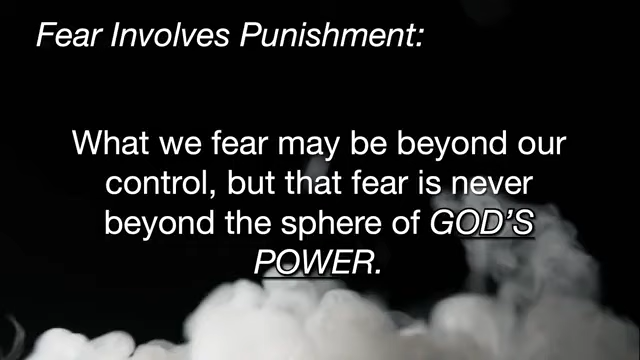 Fear Involves Punishment:
What we fear may be beyond our
control, but that fear is never
beyond the sphere of GOD'S
POWER.